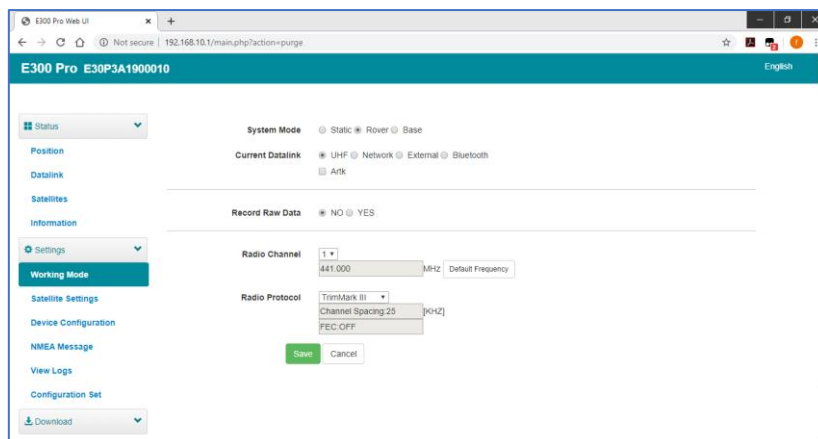 E300 Pro Web UI
Not secure 192.168.10.1/main.php?action=purge
E300 Pro E30P3A1900010 English
Status
Position
Datalink
Satellites
Information
Settings
Working Mode
Satellite Settings
Device Configuration
NMEA Message
View Logs
Configuration Set
Download
System Mode Static Rover Base
Current Datalink UHF Network External Bluetooth
Artk
Record Raw Data NO YES
Radio Channel 1
441.000 MHz Default Frequency
Radio Protocol TrimMark III
Channel Spacing:25 [KHZ]
FEC:OFF
Save Cancel